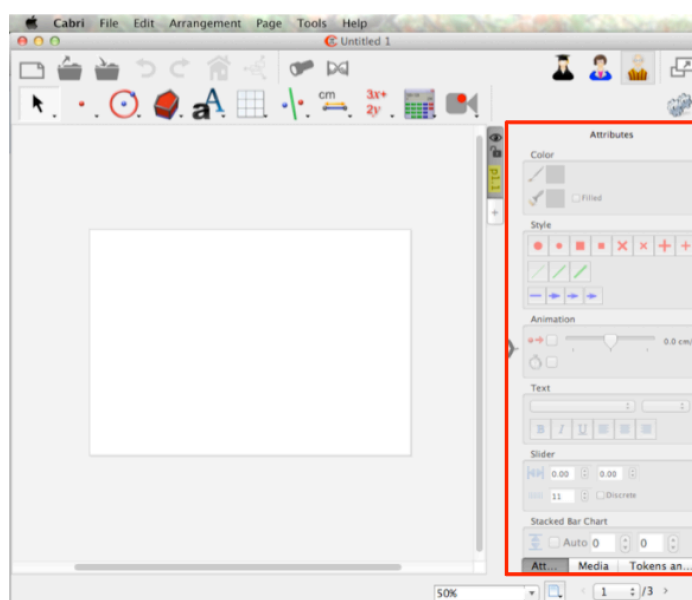 Cabri File Edit Arrangement Page Tools Help
Untitled 1
cm
3x+
2y
A
a
Attributes
Color
Filled
p1.1
Style
+
Animation
0.0 cm/
Text
B I U
Slider
0.00 0.00
11 Discrete
Stacked Bar Chart
Auto 0 0
Att... Media Tokens an...
50% 1 /3